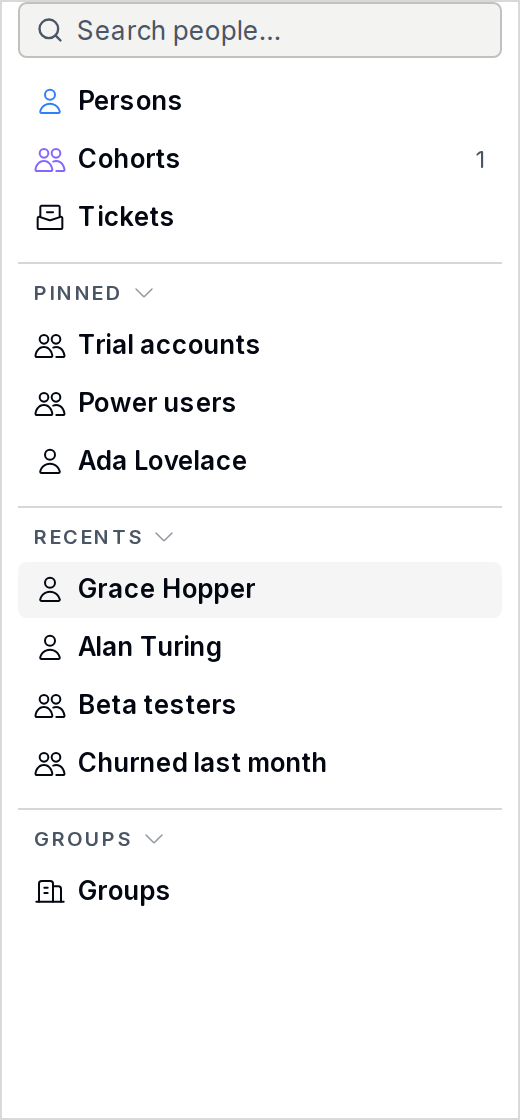 Search people...
Persons
Cohorts 1
Tickets
PINNED
Trial accounts
Power users
Ada Lovelace
RECENTS
Grace Hopper
Alan Turing
Beta testers
Churned last month
GROUPS
Groups